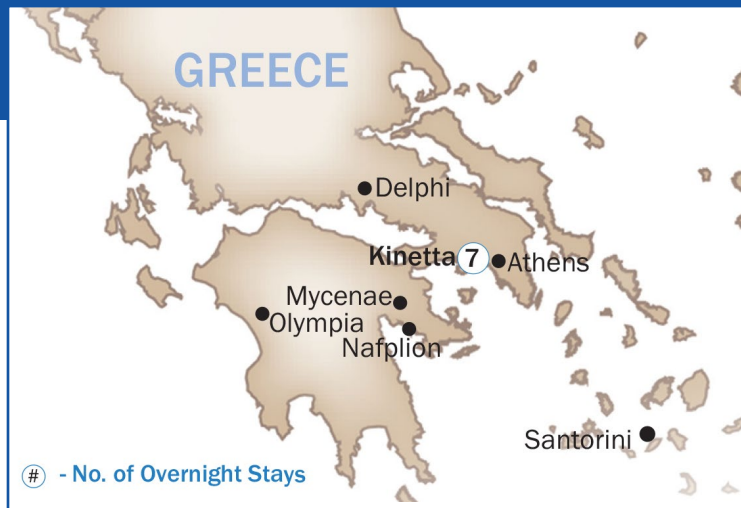 GREECE
Delphi
Kinetta 7 Athens
Mycenae
Olympia
Nafplion
Santorini
# - No. of Overnight Stays